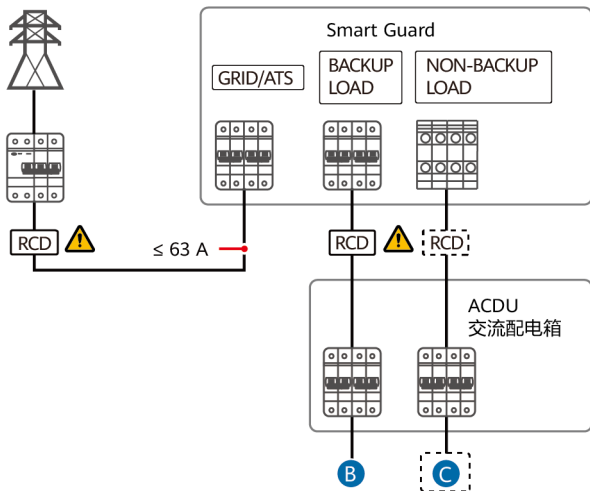 Smart Guard
GRID/ATS
BACKUP
LOAD
NON-BACKUP
LOAD
RCD
≤ 63 A
RCD
RCD
ACDU
交流配电箱
B
C